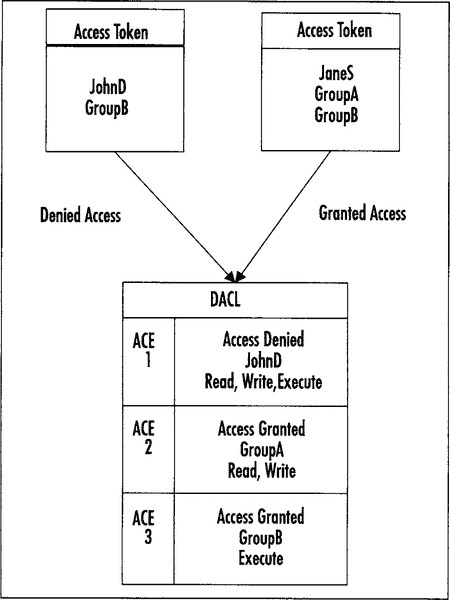 Access Token
JohnD
GroupB
Access Token
JaneS
GroupA
GroupB
Denied Access
Granted Access
DACL
ACE
1
Access Denied
JohnD
Read, Write,Execute
ACE
2
Access Granted
GroupA
Read, Write
ACE
3
Access Granted
GroupB
Execute